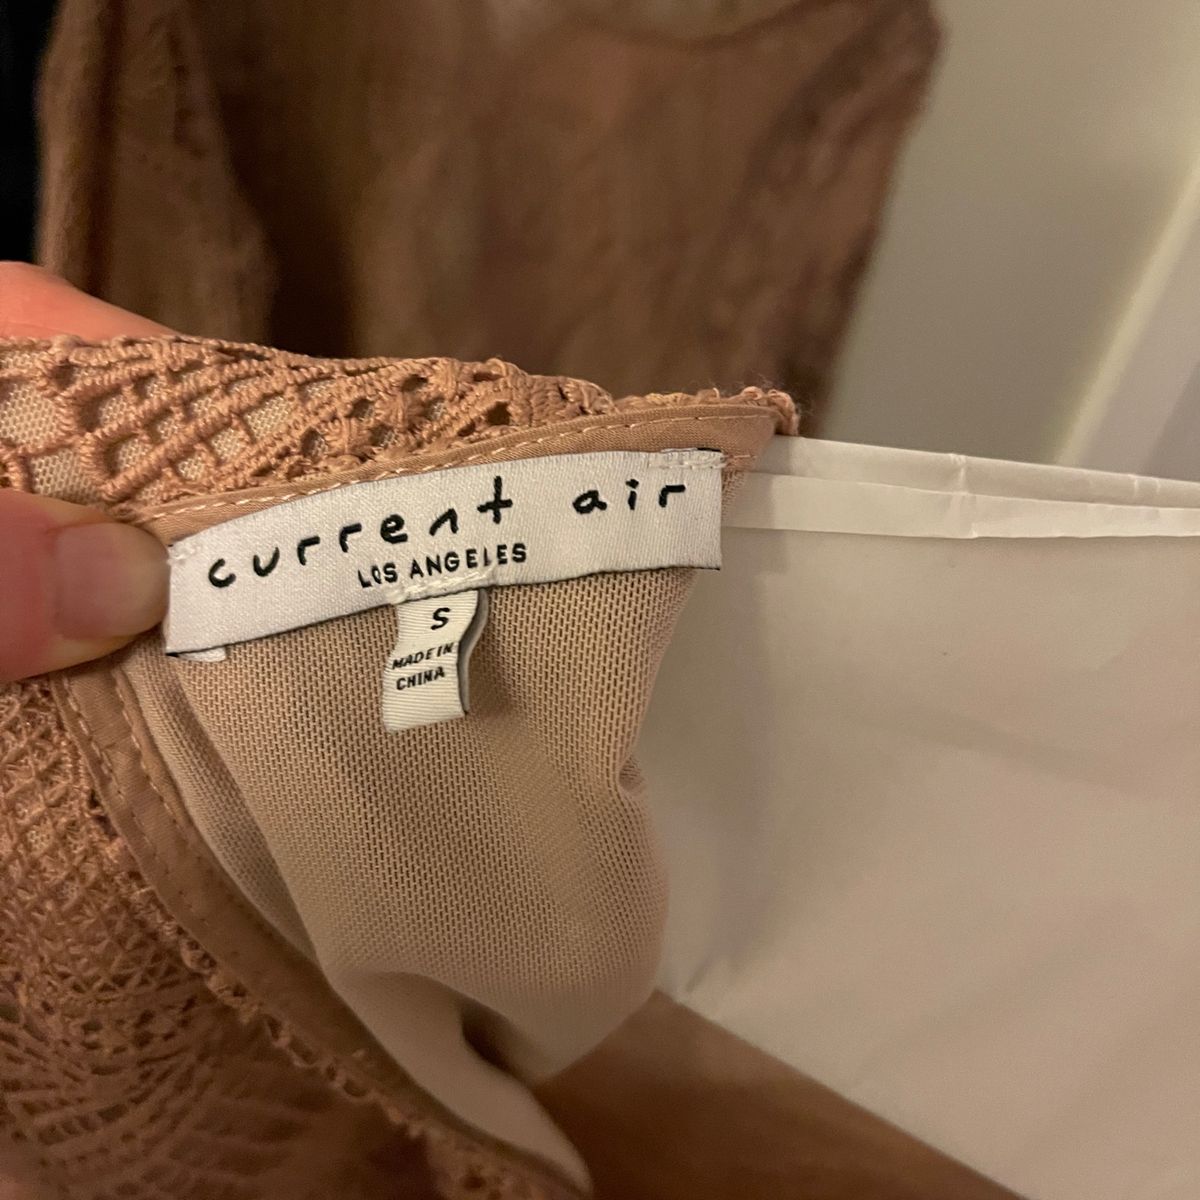 current air
LOS ANGELES
S
MADE IN
CHINA